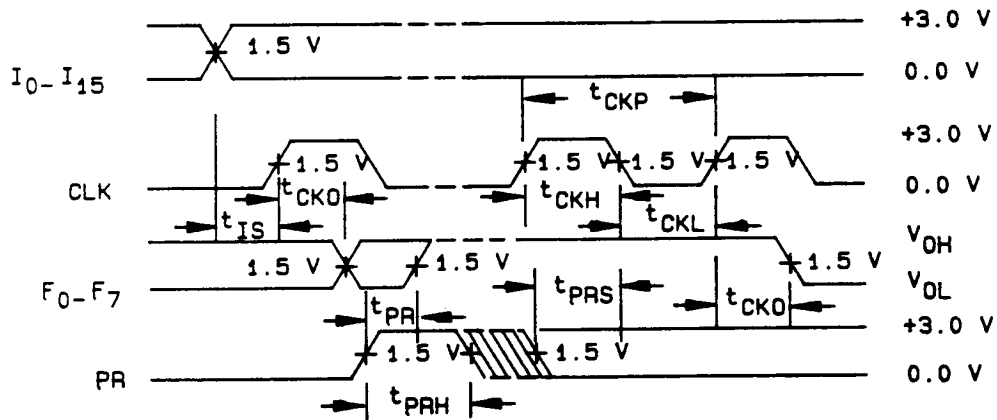 +3.0 V
1.5 V
I0–I15
0.0 V
tCKP
+3.0 V
1.5 V 1.5 V 1.5 V 1.5 V
CLK
0.0 V
tCKO tCKH
tIS tCKL
VOH
1.5 V 1.5 V 1.5 V
F0–F7
VOL
tPR tPRS tCKO
+3.0 V
1.5 V 1.5 V
PR
0.0 V
tPRH